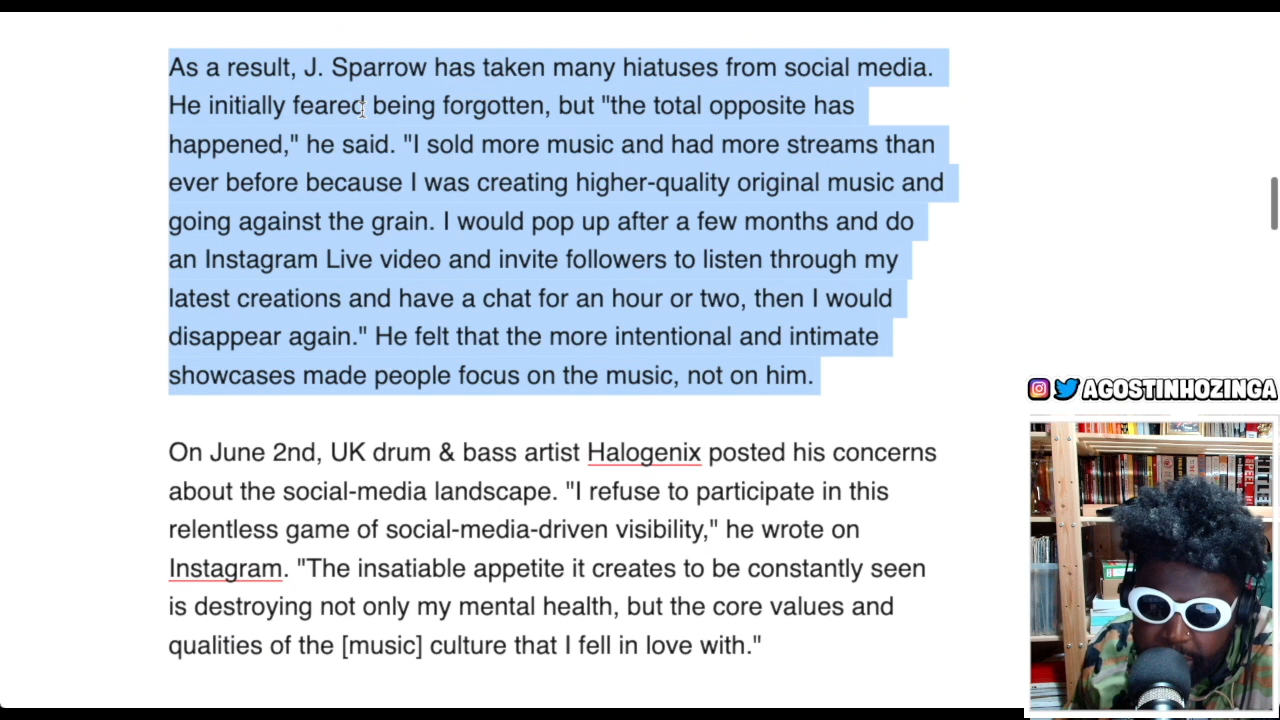 As a result, J. Sparrow has taken many hiatuses from social media.
He initially feared being forgotten, but "the total opposite has
happened," he said. "I sold more music and had more streams than
ever before because I was creating higher-quality original music and
going against the grain. I would pop up after a few months and do
an Instagram Live video and invite followers to listen through my
latest creations and have a chat for an hour or two, then I would
disappear again." He felt that the more intentional and intimate
showcases made people focus on the music, not on him.
On June 2nd, UK drum & bass artist Halogenix posted his concerns
about the social-media landscape. "I refuse to participate in this
relentless game of social-media-driven visibility," he wrote on
Instagram. "The insatiable appetite it creates to be constantly seen
is destroying not only my mental health, but the core values and
qualities of the [music] culture that I fell in love with."
AGOSTINHOZINGA